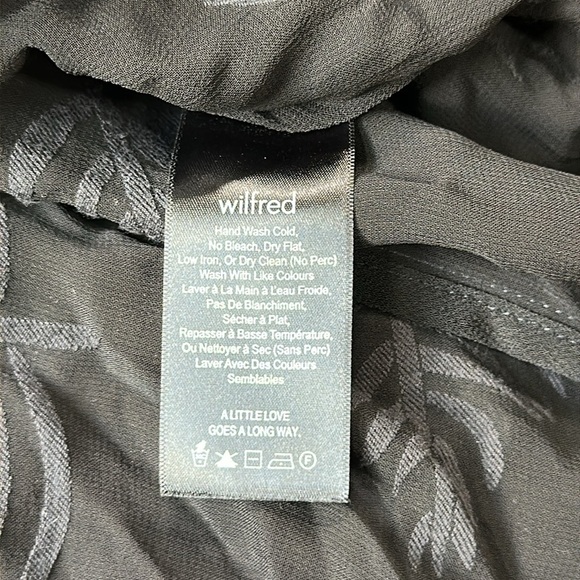 wilfred
Hand Wash Cold,
No Bleach, Dry Flat,
Low Iron, Or Dry Clean (No Perc)
Wash With Like Colours
Laver à La Main à L'eau Froide,
Pas De Blanchiment,
Sécher à Plat,
Repasser à Basse Température,
Ou Nettoyer à Sec (Sans Perc)
Laver Avec Des Couleurs
Semblables
A LITTLE LOVE
GOES A LONG WAY.
F